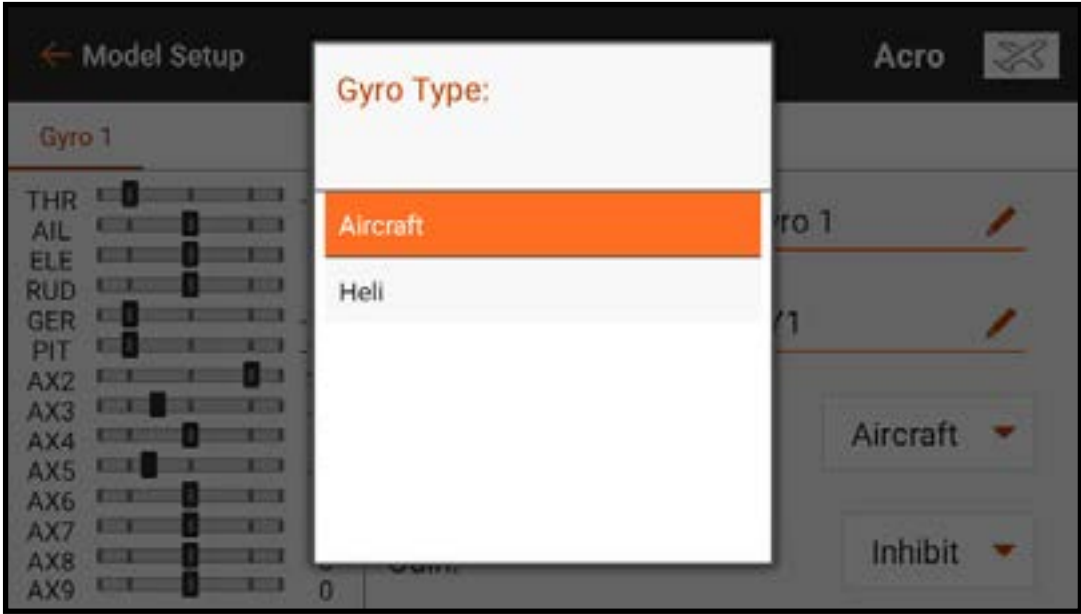 ← Model Setup
Acro
Gyro Type:
Gyro 1
Aircraft
Heli
THR
AIL
ELE
RUD
GER
PIT
AX2
AX3
AX4
AX5
AX6
AX7
AX8
AX9 0
ro 1
Aircraft
Inhibit